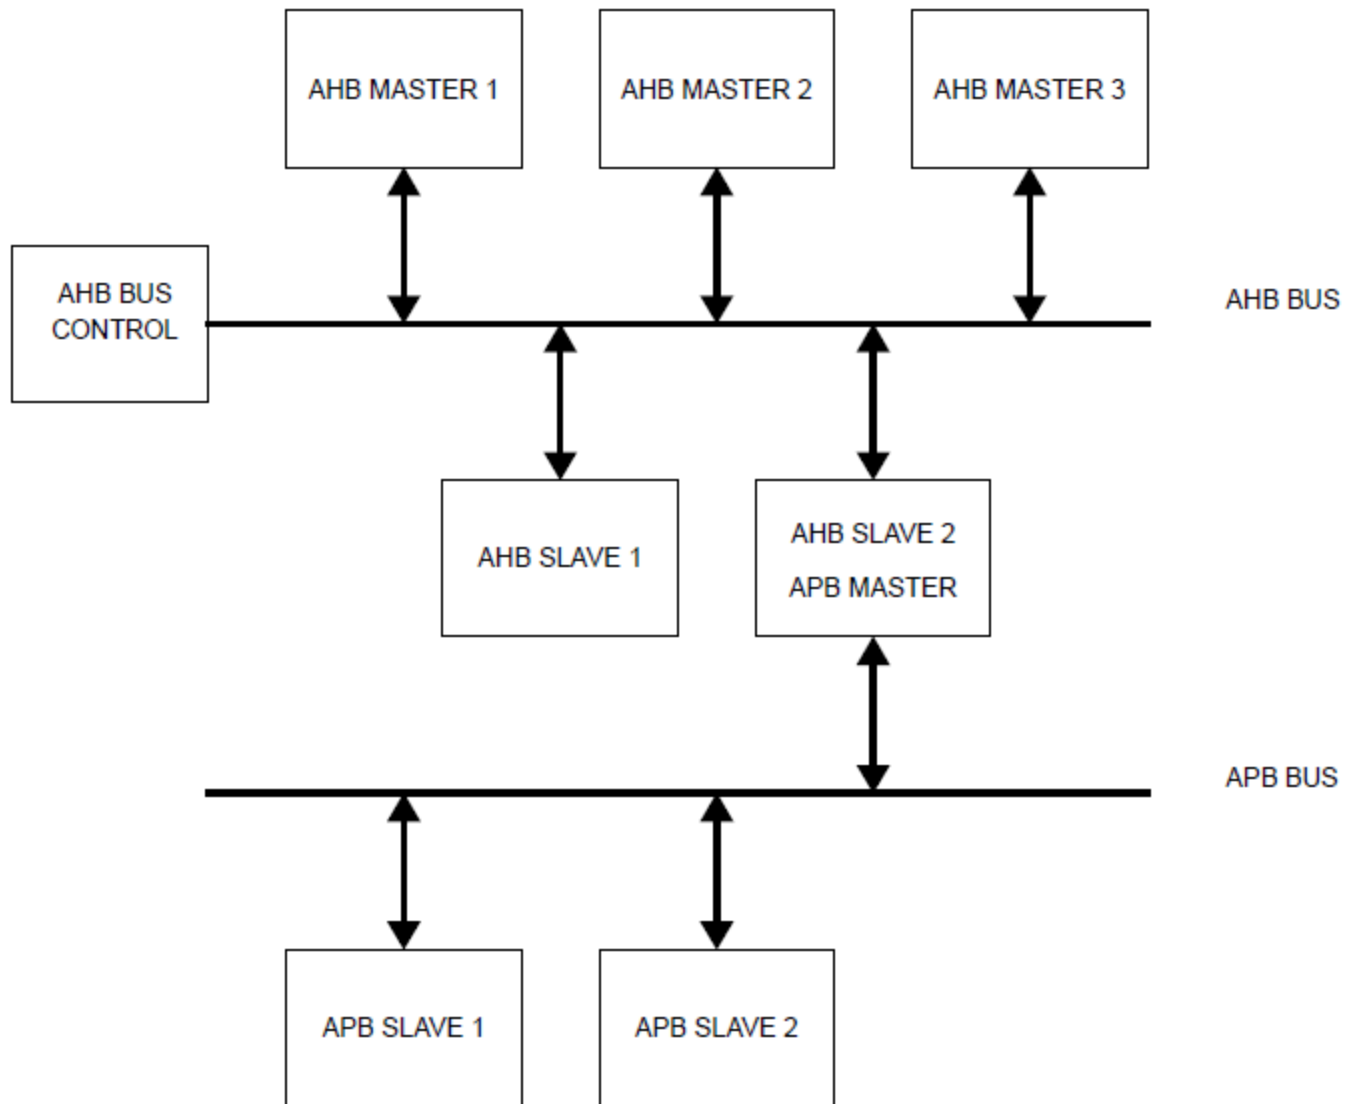 AHB MASTER 1
AHB MASTER 2
AHB MASTER 3
AHB BUS
CONTROL
AHB BUS
AHB SLAVE 1
AHB SLAVE 2
APB MASTER
APB BUS
APB SLAVE 1
APB SLAVE 2